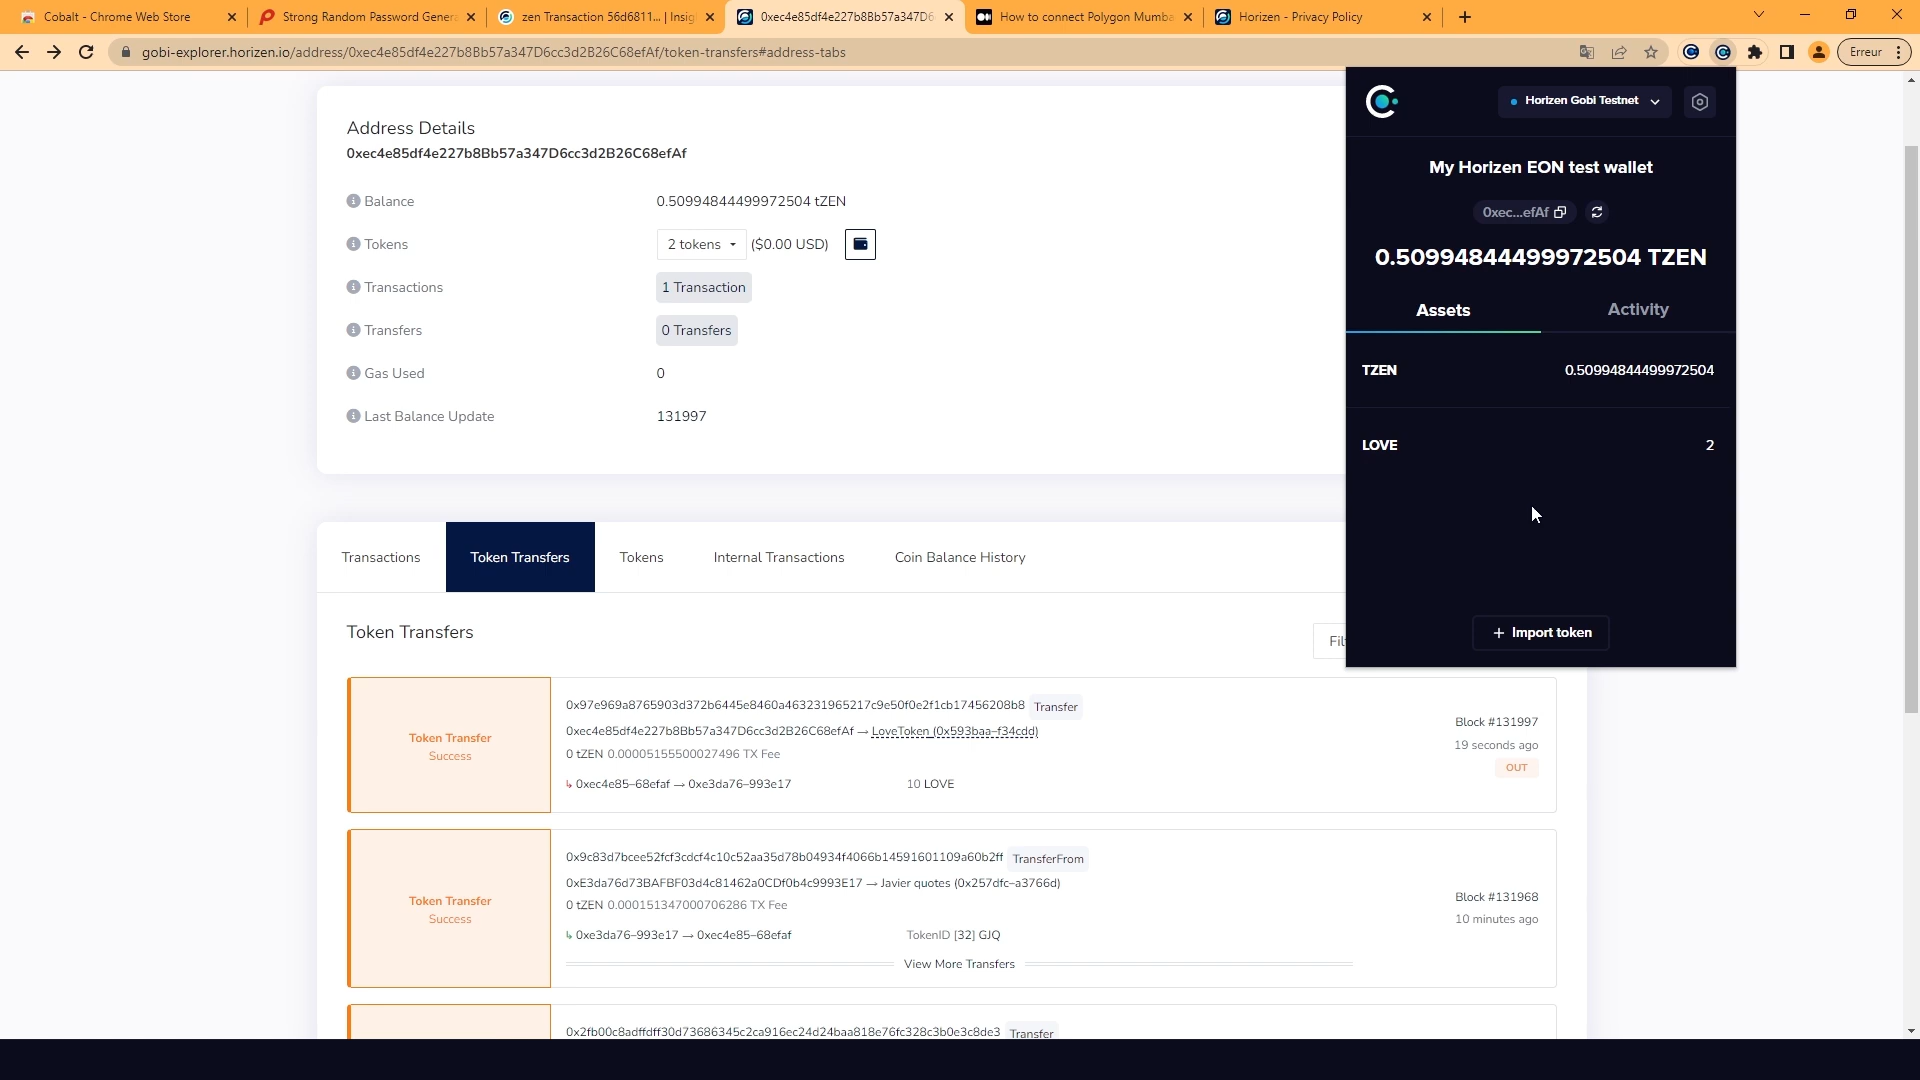 Cobalt - Chrome Web Store
Strong Random Password Genera
zen Transaction 56d6811... | Insig
0xec4e85df4e227b8Bb57a347D6
How to connect Polygon Mumba
Horizen - Privacy Policy
gobi-explorer.horizen.io/address/0xec4e85df4e227b8Bb57a347D6cc3d2B26C68efAf/token-transfers#address-tabs
Erreur
Address Details
0xec4e85df4e227b8Bb57a347D6cc3d2B26C68efAf
Balance
0.50994844499972504 tZEN
Tokens
2 tokens
($0.00 USD)
Transactions
1 Transaction
Transfers
0 Transfers
Gas Used
0
Last Balance Update
131997
Horizen Gobi Testnet
My Horizen EON test wallet
0xec...efAf
0.50994844499972504 TZEN
Assets
Activity
TZEN
0.50994844499972504
LOVE
2
+ Import token
Transactions
Token Transfers
Tokens
Internal Transactions
Coin Balance History
Token Transfers
Fil
Token Transfer
Success
0x97e969a8765903d372b6445e8460a463231965217c9e50f0e2f1cb17456208b8 Transfer
0xec4e85df4e227b8Bb57a347D6cc3d2B26C68efAf → LoveToken (0x593baa–f34cdd)
0 tZEN 0.00005155500027496 TX Fee
0xec4e85–68efaf → 0xe3da76–993e17
10 LOVE
Block #131997
19 seconds ago
OUT
Token Transfer
Success
0x9c83d7bcee52fcf3cdcf4c10c52aa35d78b04934f4066b14591601109a60b2ff TransferFrom
0xE3da76d73BAFBF03d4c81462a0CDf0b4c9993E17 → Javier quotes (0x257dfc–a3766d)
0 tZEN 0.000151347000706286 TX Fee
0xe3da76–993e17 → 0xec4e85–68efaf
TokenID [32] GJQ
View More Transfers
Block #131968
10 minutes ago
0x2fb00c8adffdff30d73686345c2ca916ec24d24baa818e76fc328c3b0e3c8de3 Transfer